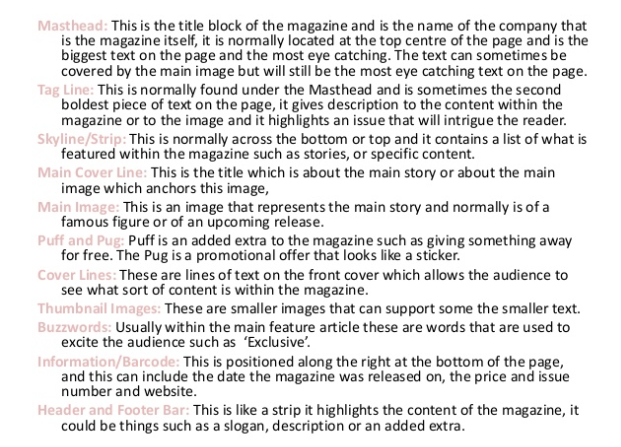 Masthead: This is the title block of the magazine and is the name of the company that
is the magazine itself, it is normally located at the top centre of the page and is the
biggest text on the page and the most eye catching. The text can sometimes be
covered by the main image but will still be the most eye catching text on the page.
Tag Line: This is normally found under the Masthead and is sometimes the second
boldest piece of text on the page, it gives description to the content within the
magazine or to the image and it highlights an issue that will intrigue the reader.
Skyline/Strip: This is normally across the bottom or top and it contains a list of what is
featured within the magazine such as stories, or specific content.
Main Cover Line: This is the title which is about the main story or about the main
image which anchors this image,
Main Image: This is an image that represents the main story and normally is of a
famous figure or of an upcoming release.
Puff and Pug: Puff is an added extra to the magazine such as giving something away
for free. The Pug is a promotional offer that looks like a sticker.
Cover Lines: These are lines of text on the front cover which allows the audience to
see what sort of content is within the magazine.
Thumbnail Images: These are smaller images that can support some the smaller text.
Buzzwords: Usually within the main feature article these are words that are used to
excite the audience such as ‘Exclusive’.
Information/Barcode: This is positioned along the right at the bottom of the page,
and this can include the date the magazine was released on, the price and issue
number and website.
Header and Footer Bar: This is like a strip it highlights the content of the magazine, it
could be things such as a slogan, description or an added extra.